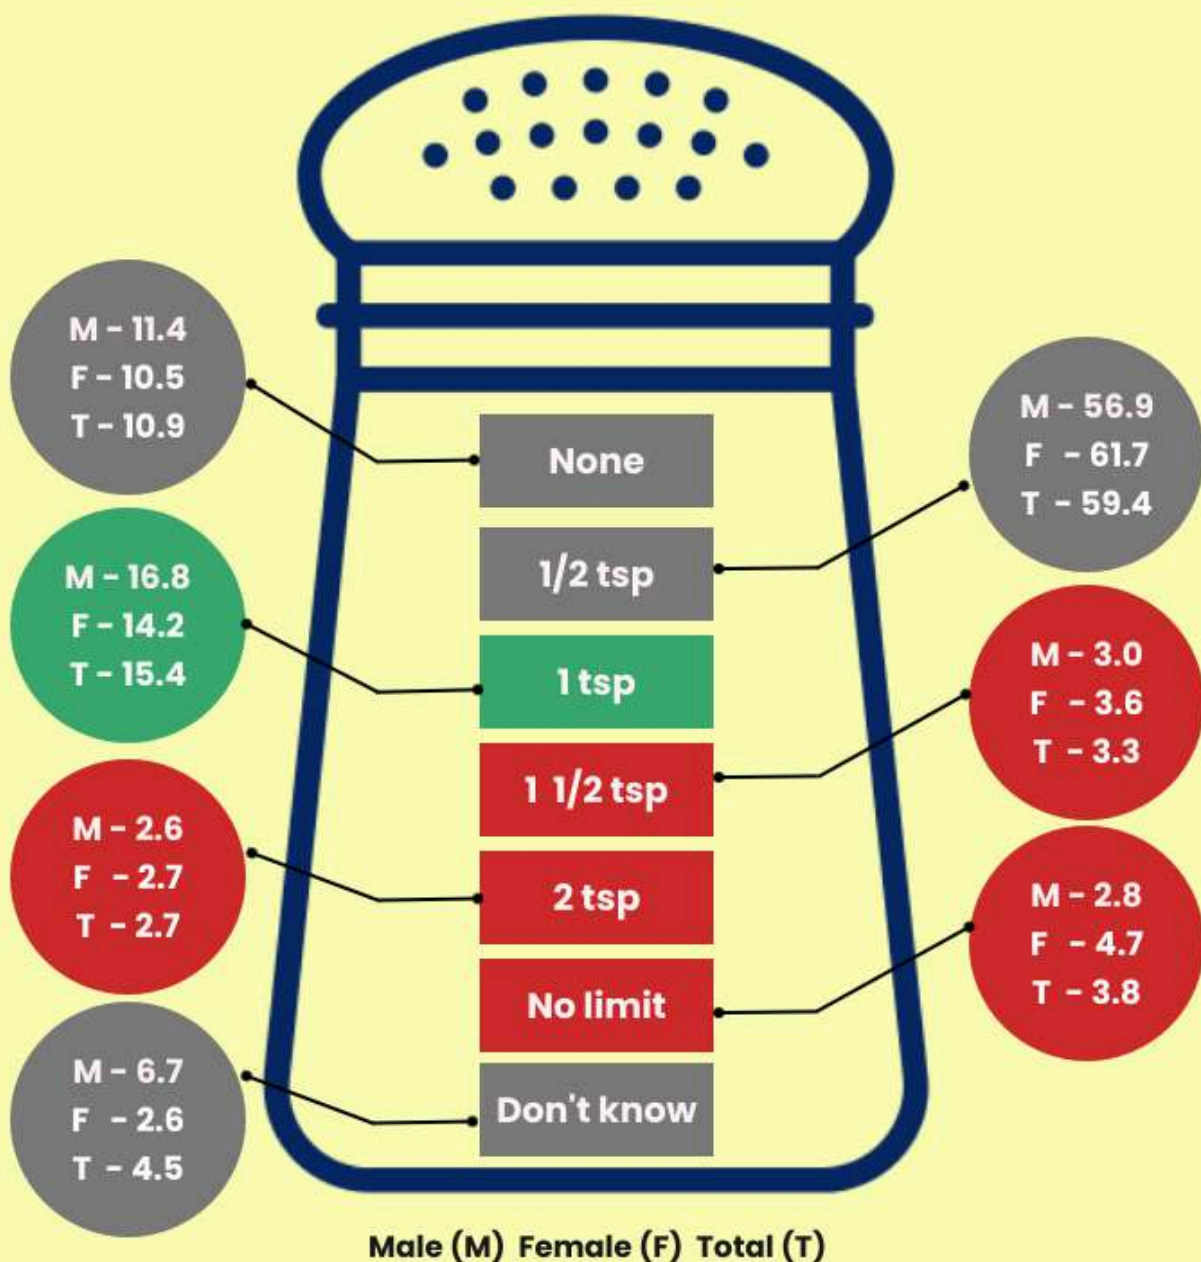 M - 11.4
F - 10.5
T - 10.9
None
M - 56.9
F - 61.7
T - 59.4
1/2 tsp
M - 16.8
F - 14.2
T - 15.4
1 tsp
M - 3.0
F - 3.6
T - 3.3
1 1/2 tsp
M - 2.6
F - 2.7
T - 2.7
2 tsp
M - 2.8
F - 4.7
T - 3.8
No limit
M - 6.7
F - 2.6
T - 4.5
Don't know
Male (M) Female (F) Total (T)